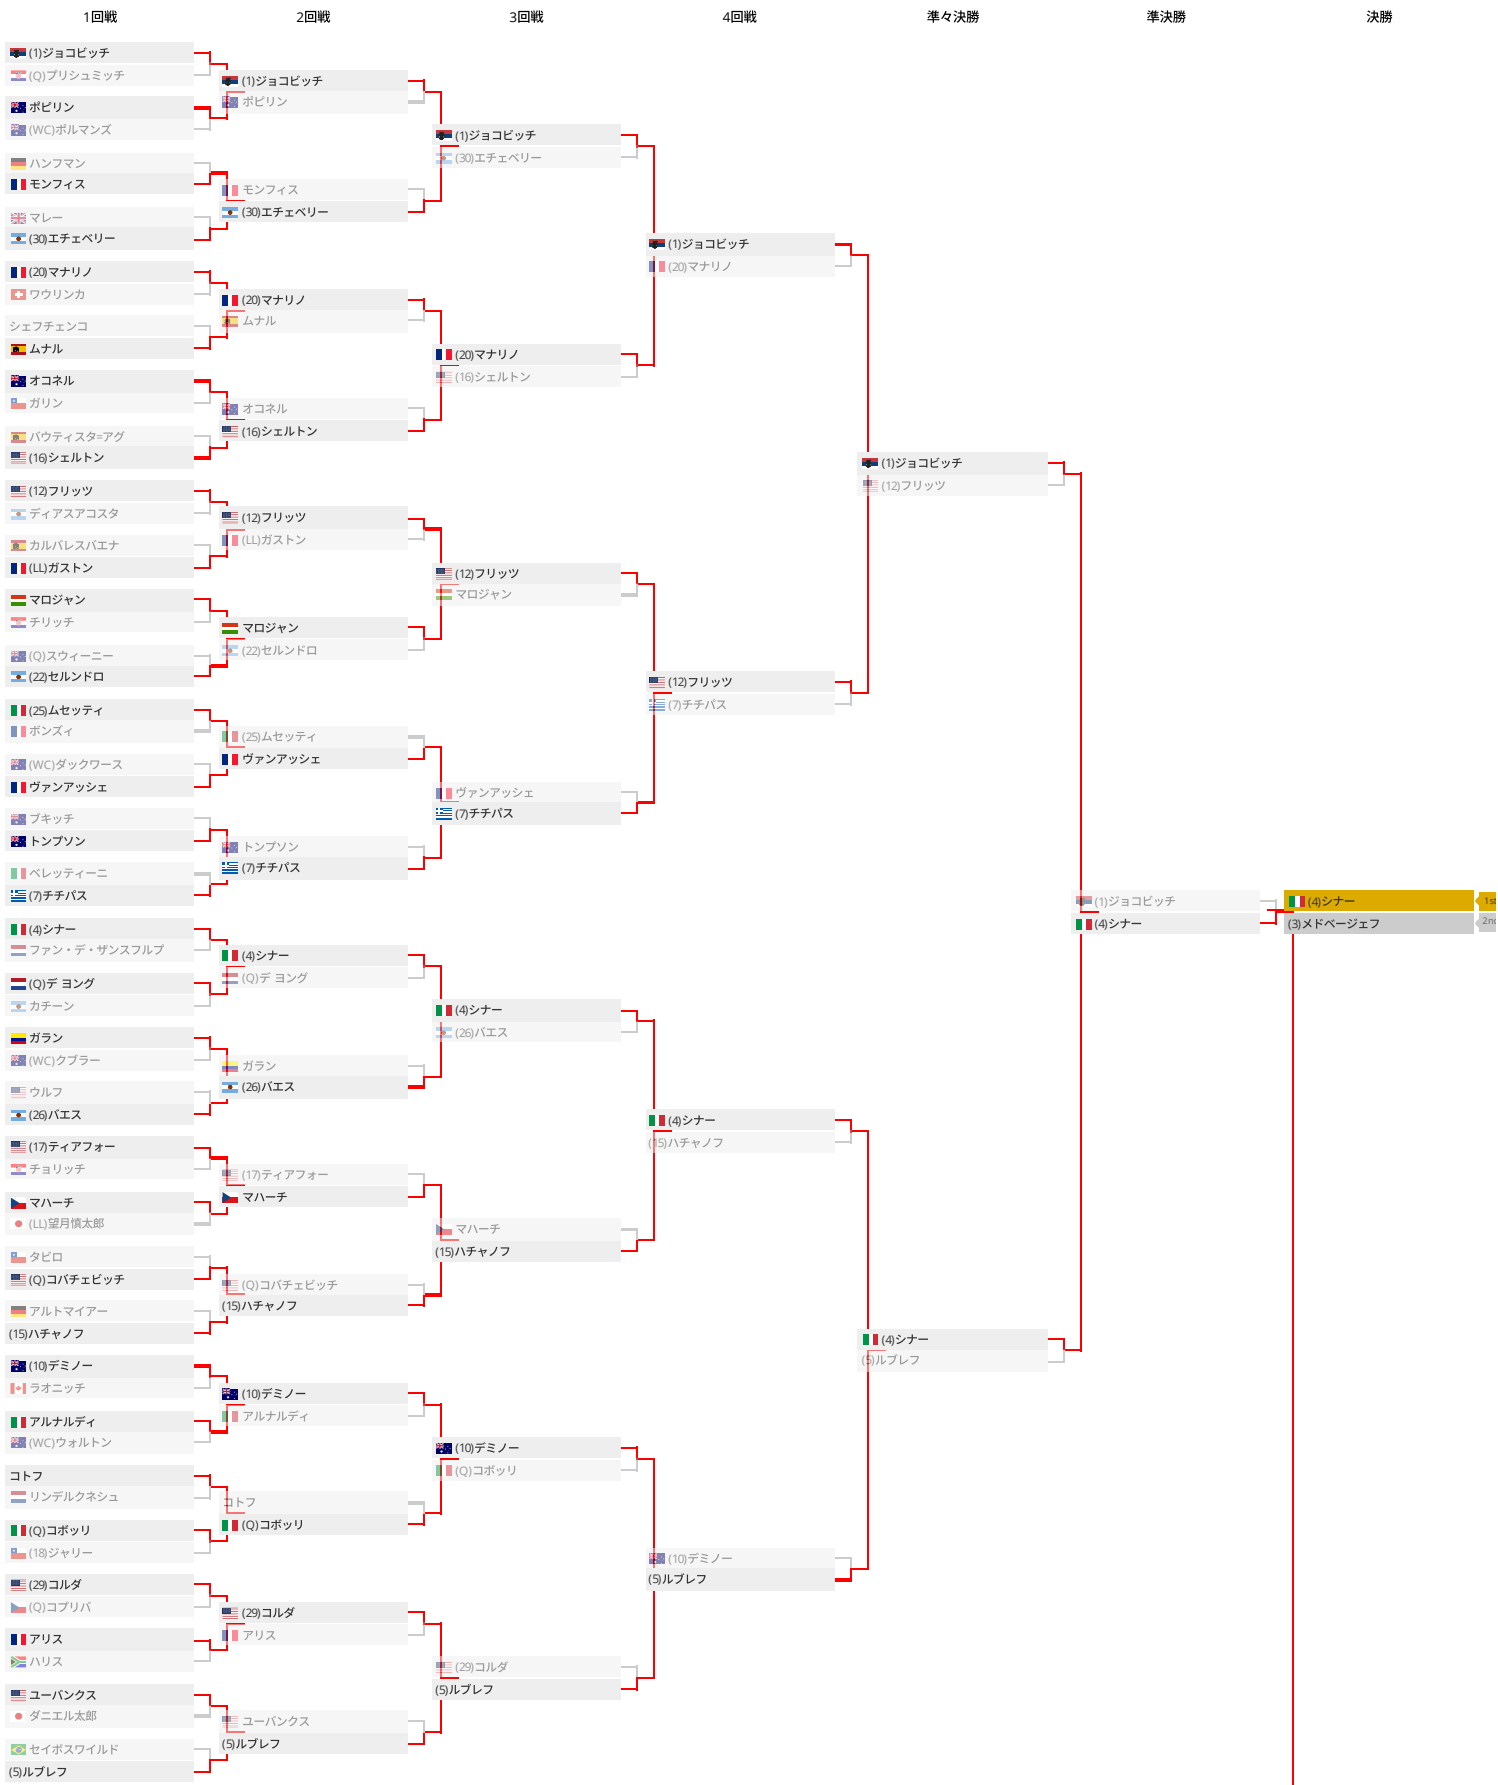 1回戦
2回戦
3回戦
4回戦
準々決勝
準決勝
決勝
(1)ジョコビッチ
(Q)プリシュミッチ
ポピリン
(WC)ポルマンズ
ハンフマン
モンフィス
マレー
(30)エチェベリー
(20)マナリノ
ワウリンカ
シェフチェンコ
ムナル
オコネル
ガリン
バウティスタ=アグ
(16)シェルトン
(12)フリッツ
ディアスアコスタ
カルバレスバエナ
(LL)ガストン
マロジャン
チリッチ
(Q)スウィーニー
(22)セルンドロ
(25)ムセッティ
ボンズィ
(WC)ダックワース
ヴァンアッシェ
ブキッチ
トンプソン
ベレッティーニ
(7)チチパス
(4)シナー
ファン・デ・ザンスフルプ
(Q)デ ヨング
カチーン
ガラン
(WC)クブラー
ウルフ
(26)バエス
(17)ティアフォー
チョリッチ
マハーチ
(LL)望月慎太郎
タビロ
(Q)コバチェビッチ
アルトマイアー
(15)ハチャノフ
(10)デミノー
ラオニッチ
アルナルディ
(WC)ウォルトン
コトフ
リンデルクネシュ
(Q)コボッリ
(18)ジャリー
(29)コルダ
(Q)コプリバ
アリス
ハリス
ユーバンクス
ダニエル太郎
セイボスワイルド
(5)ルブレフ
(1)ジョコビッチ
ポピリン
モンフィス
(30)エチェベリー
(20)マナリノ
ムナル
オコネル
(16)シェルトン
(12)フリッツ
(LL)ガストン
マロジャン
(22)セルンドロ
(25)ムセッティ
ヴァンアッシェ
トンプソン
(7)チチパス
(4)シナー
(Q)デ ヨング
ガラン
(26)バエス
(17)ティアフォー
マハーチ
(Q)コバチェビッチ
(15)ハチャノフ
(10)デミノー
アルナルディ
コトフ
(Q)コボッリ
(29)コルダ
アリス
ユーバンクス
(5)ルブレフ
(1)ジョコビッチ
(30)エチェベリー
(20)マナリノ
(16)シェルトン
(12)フリッツ
マロジャン
ヴァンアッシェ
(7)チチパス
(4)シナー
(26)バエス
マハーチ
(15)ハチャノフ
(10)デミノー
(Q)コボッリ
(29)コルダ
(5)ルブレフ
(1)ジョコビッチ
(20)マナリノ
(12)フリッツ
(7)チチパス
(4)シナー
(15)ハチャノフ
(10)デミノー
(5)ルブレフ
(1)ジョコビッチ
(12)フリッツ
(4)シナー
(5)ルブレフ
(1)ジョコビッチ
(4)シナー
(4)シナー
1st
(3)メドベージェフ
2nd